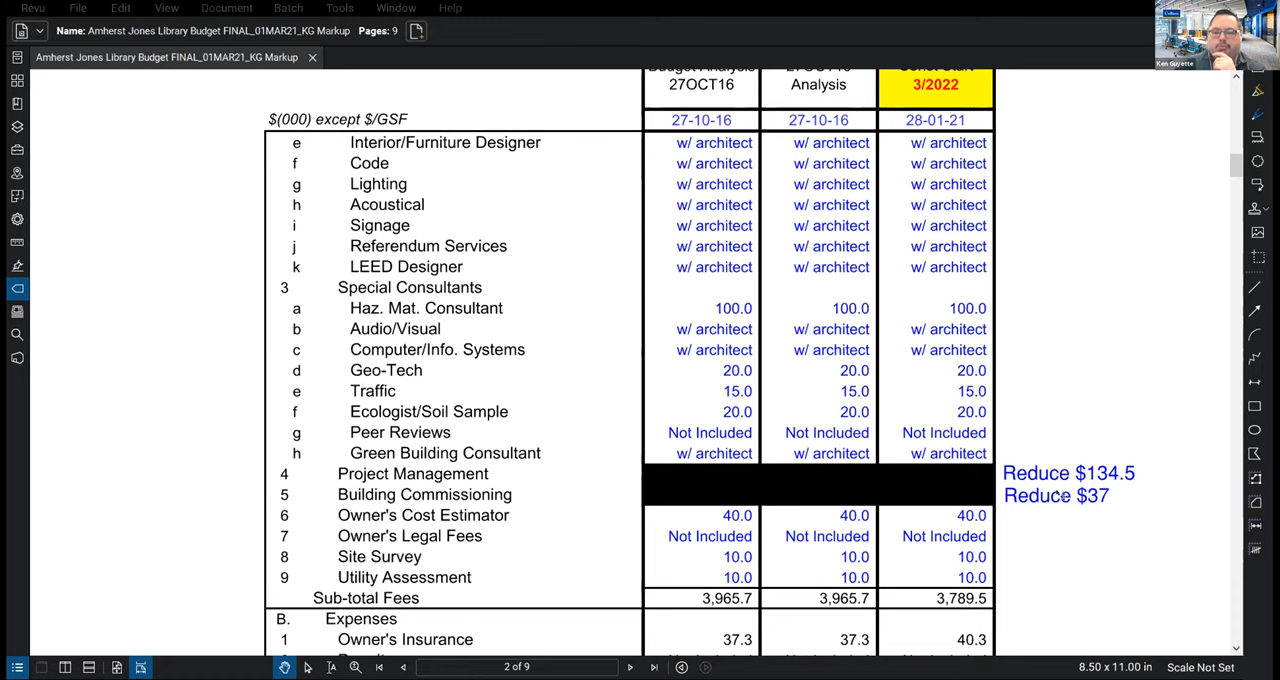 Revu File Edit View Document Batch Tools Window Help
Name: Amherst Jones Library Budget FINAL_01MAR21_KG Markup Pages: 9
Amherst Jones Library Budget FINAL_01MAR21_KG Markup
Colliers
Ken Guyette
27OCT16 Analysis 3/2022
$(000) except $/GSF 27-10-16 27-10-16 28-01-21
e Interior/Furniture Designer w/ architect w/ architect w/ architect
f Code w/ architect w/ architect w/ architect
g Lighting w/ architect w/ architect w/ architect
h Acoustical w/ architect w/ architect w/ architect
i Signage w/ architect w/ architect w/ architect
j Referendum Services w/ architect w/ architect w/ architect
k LEED Designer w/ architect w/ architect w/ architect
3 Special Consultants
a Haz. Mat. Consultant 100.0 100.0 100.0
b Audio/Visual w/ architect w/ architect w/ architect
c Computer/Info. Systems w/ architect w/ architect w/ architect
d Geo-Tech 20.0 20.0 20.0
e Traffic 15.0 15.0 15.0
f Ecologist/Soil Sample 20.0 20.0 20.0
g Peer Reviews Not Included Not Included Not Included
h Green Building Consultant w/ architect w/ architect w/ architect
4 Project Management Reduce $134.5
5 Building Commissioning Reduce $37
6 Owner's Cost Estimator 40.0 40.0 40.0
7 Owner's Legal Fees Not Included Not Included Not Included
8 Site Survey 10.0 10.0 10.0
9 Utility Assessment 10.0 10.0 10.0
Sub-total Fees 3,965.7 3,965.7 3,789.5
B. Expenses
1 Owner's Insurance 37.3 37.3 40.3
2 of 9 8.50 x 11.00 in Scale Not Set